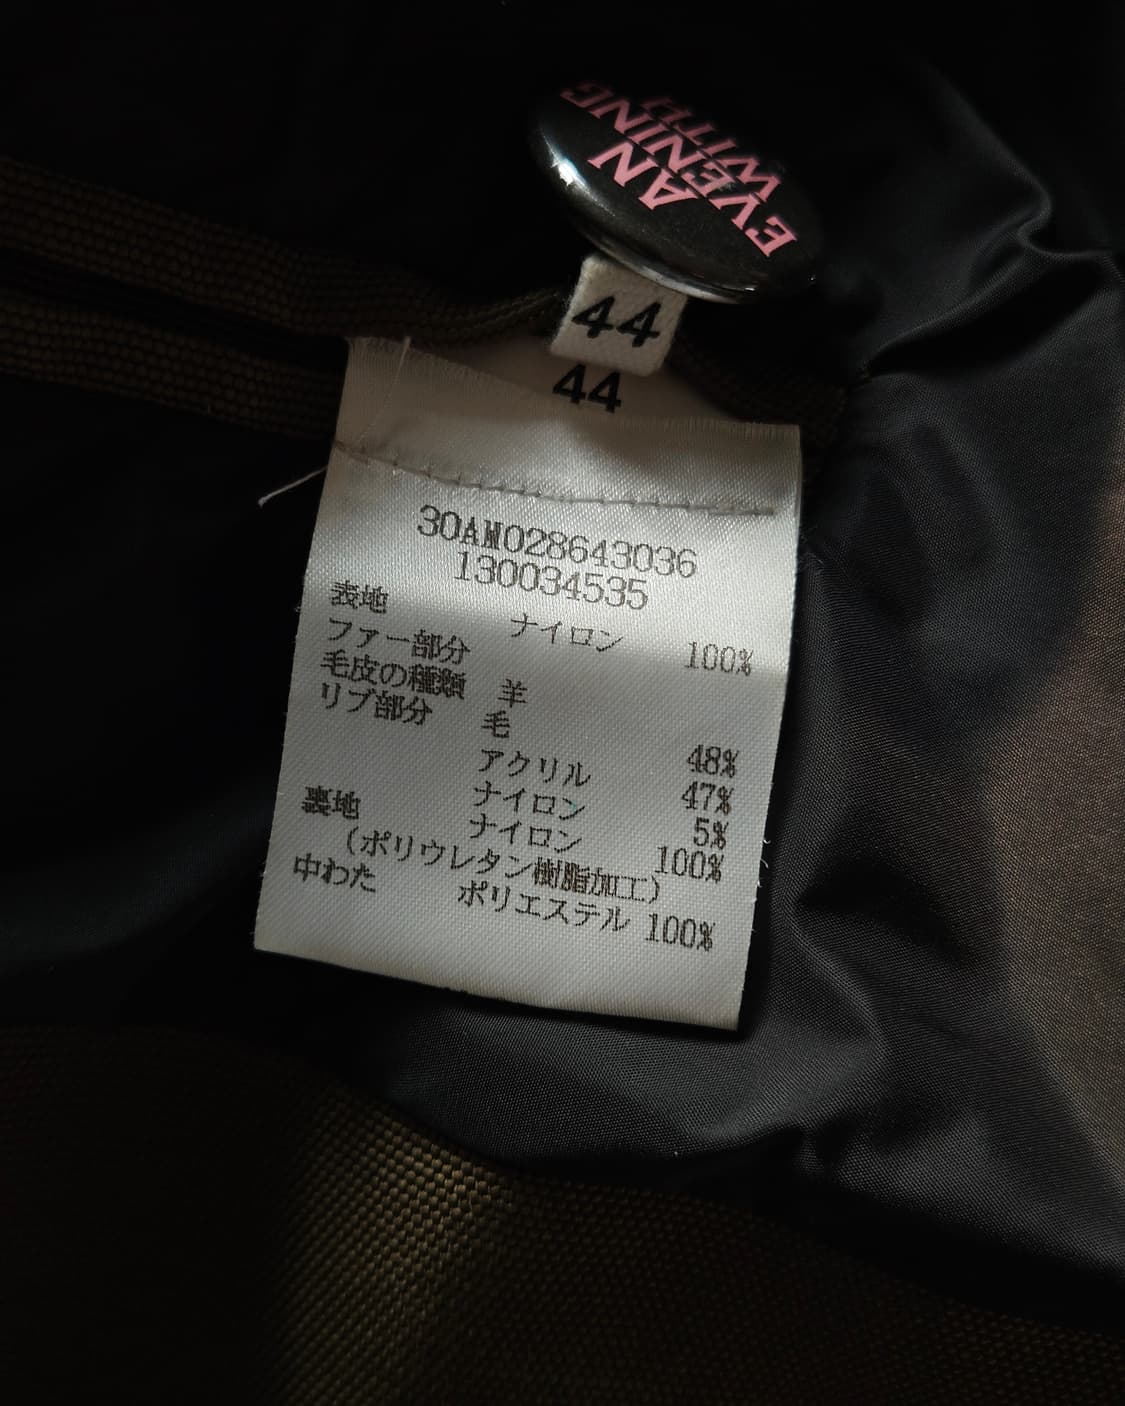 AN
EVENING
WITH
44
44
30AM028643036
130034535
表地 ナイロン 100%
ファー部分
毛皮の種類 羊
リブ部分 毛 48%
アクリル 47%
ナイロン 5%
裏地 ナイロン 100%
(ポリウレタン樹脂加工)
中わた ポリエステル 100%